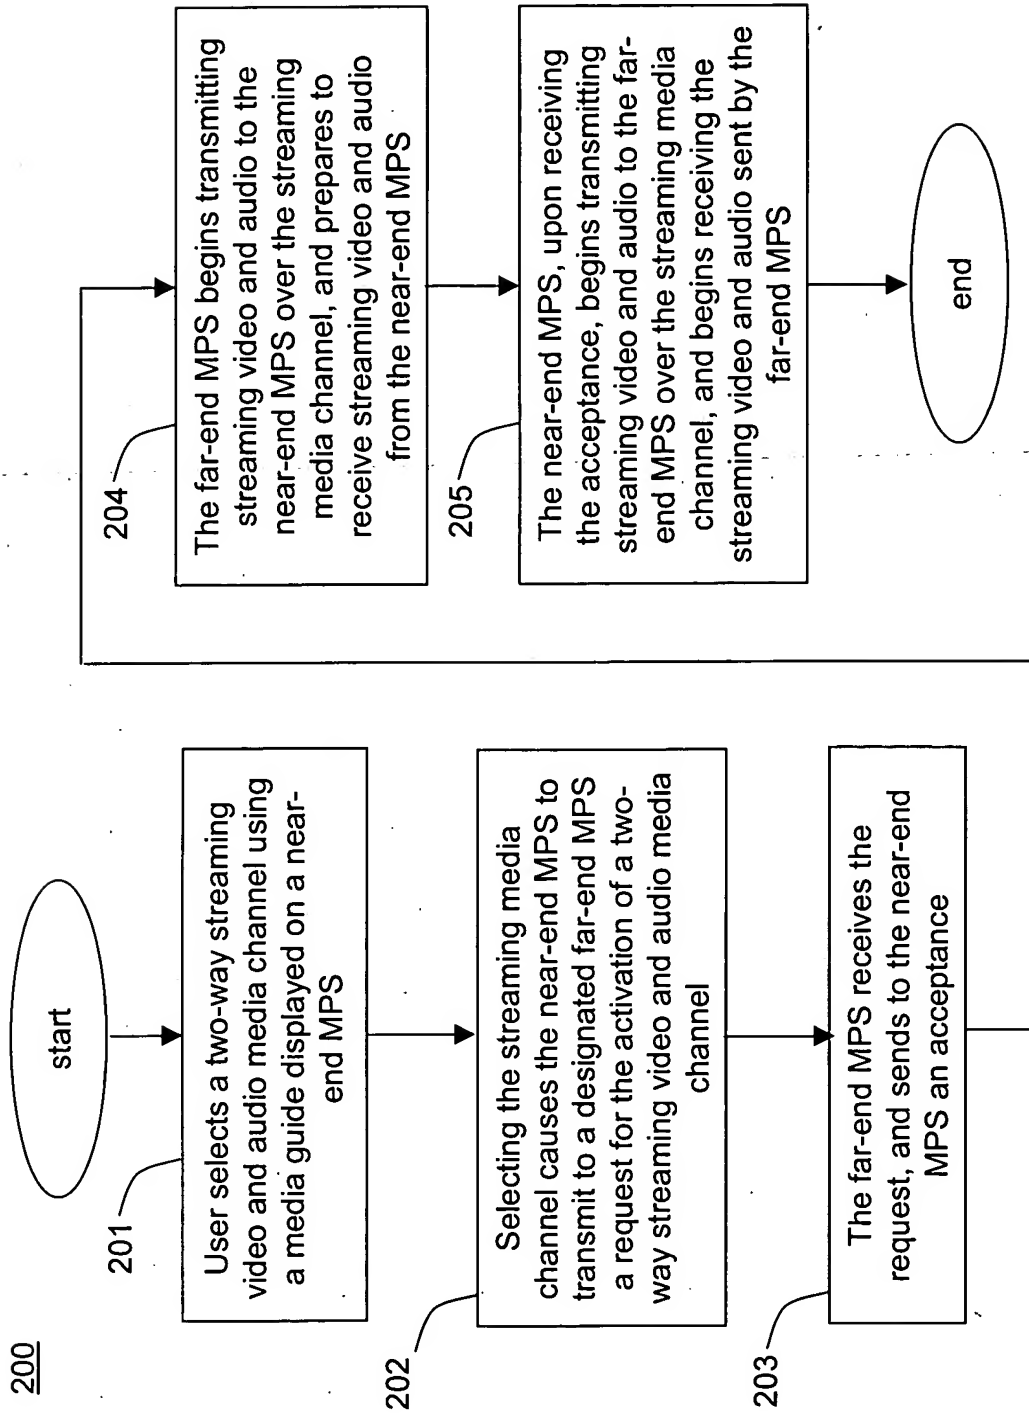 200
start
201
User selects a two-way streaming
video and audio media channel using
a media guide displayed on a near-
end MPS
202
Selecting the streaming media
channel causes the near-end MPS to
transmit to a designated far-end MPS
a request for the activation of a two-
way streaming video and audio media
channel
203
The far-end MPS receives the
request, and sends to the near-end
MPS an acceptance
204
The far-end MPS begins transmitting
streaming video and audio to the
near-end MPS over the streaming
media channel, and prepares to
receive streaming video and audio
from the near-end MPS
205
The near-end MPS, upon receiving
the acceptance, begins transmitting
streaming video and audio to the far-
end MPS over the streaming media
channel, and begins receiving the
streaming video and audio sent by the
far-end MPS
end